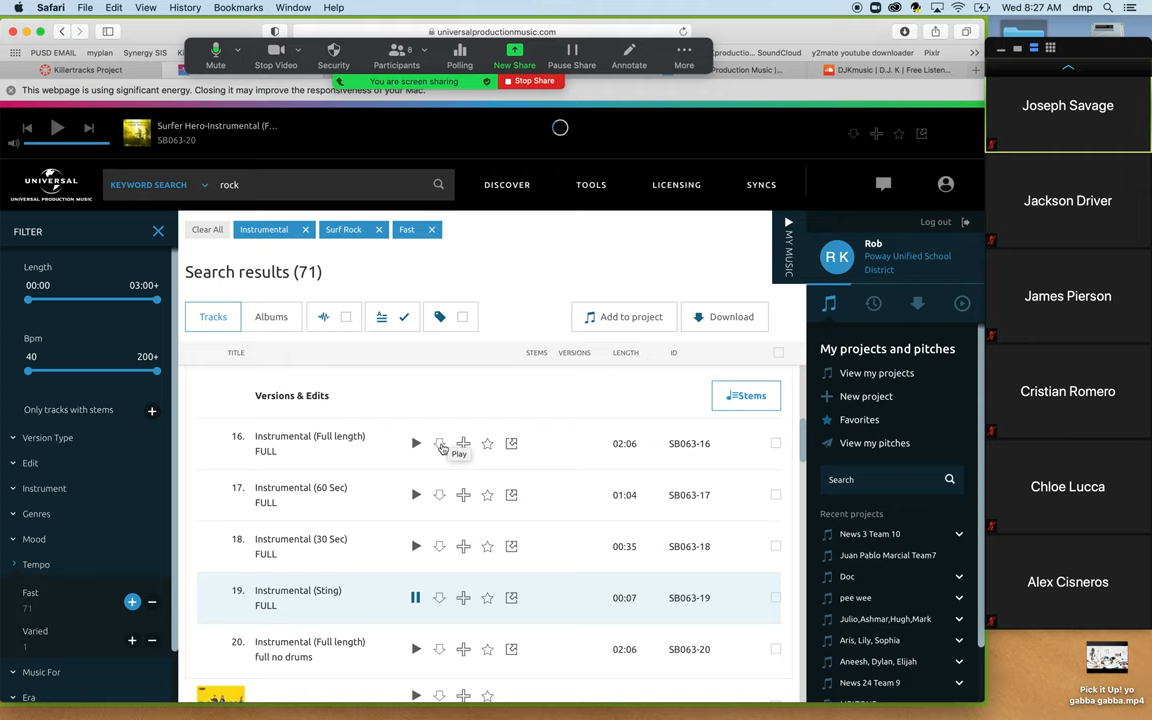 Safari File Edit View History Bookmarks Window Help
Wed 8:27 AM dmp
universalproductionmusic.com
PUSD EMAIL myplan Synergy SIS
SoundCloud y2mate youtube downloader Pixlr
Mute Stop Video Security Participants 8 Polling New Share Pause Share Annotate More
You are screen sharing Stop Share
Killertracks Project
Production Music |...
DJKmusic | D.J. K | Free Listen...
This webpage is using significant energy. Closing it may improve the responsiveness of your Mac.
Surfer Hero-Instrumental (F...
SB063-20
UNIVERSAL
UNIVERSAL PRODUCTION MUSIC
KEYWORD SEARCH rock
DISCOVER TOOLS LICENSING SYNCS
FILTER
Length
00:00 03:00+
Bpm
40 200+
Only tracks with stems
Version Type
Edit
Instrument
Genres
Mood
Tempo
Fast
71
Varied
1
Music For
Era
Clear All Instrumental Surf Rock Fast
Search results (71)
Tracks Albums
Add to project Download
TITLE STEMS VERSIONS LENGTH ID
Versions & Edits
Stems
16. Instrumental (Full length) 02:06 SB063-16
FULL
Play
17. Instrumental (60 Sec) 01:04 SB063-17
FULL
18. Instrumental (30 Sec) 00:35 SB063-18
FULL
19. Instrumental (Sting) 00:07 SB063-19
FULL
20. Instrumental (Full length) 02:06 SB063-20
full no drums
MY MUSIC
Log out
R K
Rob
Poway Unified School
District
My projects and pitches
View my projects
New project
Favorites
View my pitches
Search
Recent projects
News 3 Team 10
Juan Pablo Marcial Team7
Doc
pee wee
Julio,Ashmar,Hugh,Mark
Aris, Lily, Sophia
Aneesh, Dylan, Elijah
News 24 Team 9
Joseph Savage
Jackson Driver
James Pierson
Cristian Romero
Chloe Lucca
Alex Cisneros
Pick it Up! yo
gabba gabba.mp4